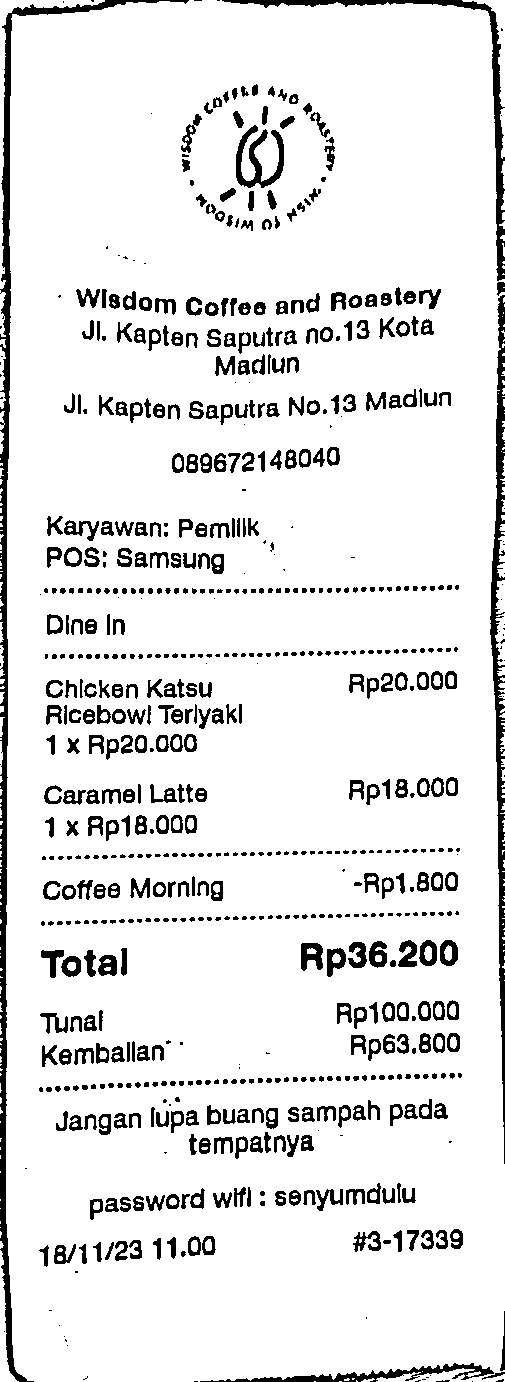 WISDOM COFFEE AND ROASTERY • WISH TO WISDOM •
Wisdom Coffee and Roastery
Jl. Kapten Saputra no.13 Kota
Madiun
Jl. Kapten Saputra No.13 Madiun
089672148040
Karyawan: Pemilik
POS: Samsung
Dine In
Chicken Katsu Rp20.000
Ricebowl Teriyaki
1 x Rp20.000
Caramel Latte Rp18.000
1 x Rp18.000
Coffee Morning -Rp1.800
Total Rp36.200
Tunai Rp100.000
Kembalian Rp63.800
Jangan lupa buang sampah pada
tempatnya
password wifi : senyumdulu
18/11/23 11.00 #3-17339